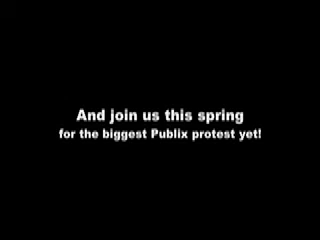 And join us this spring
for the biggest Publix protest yet!